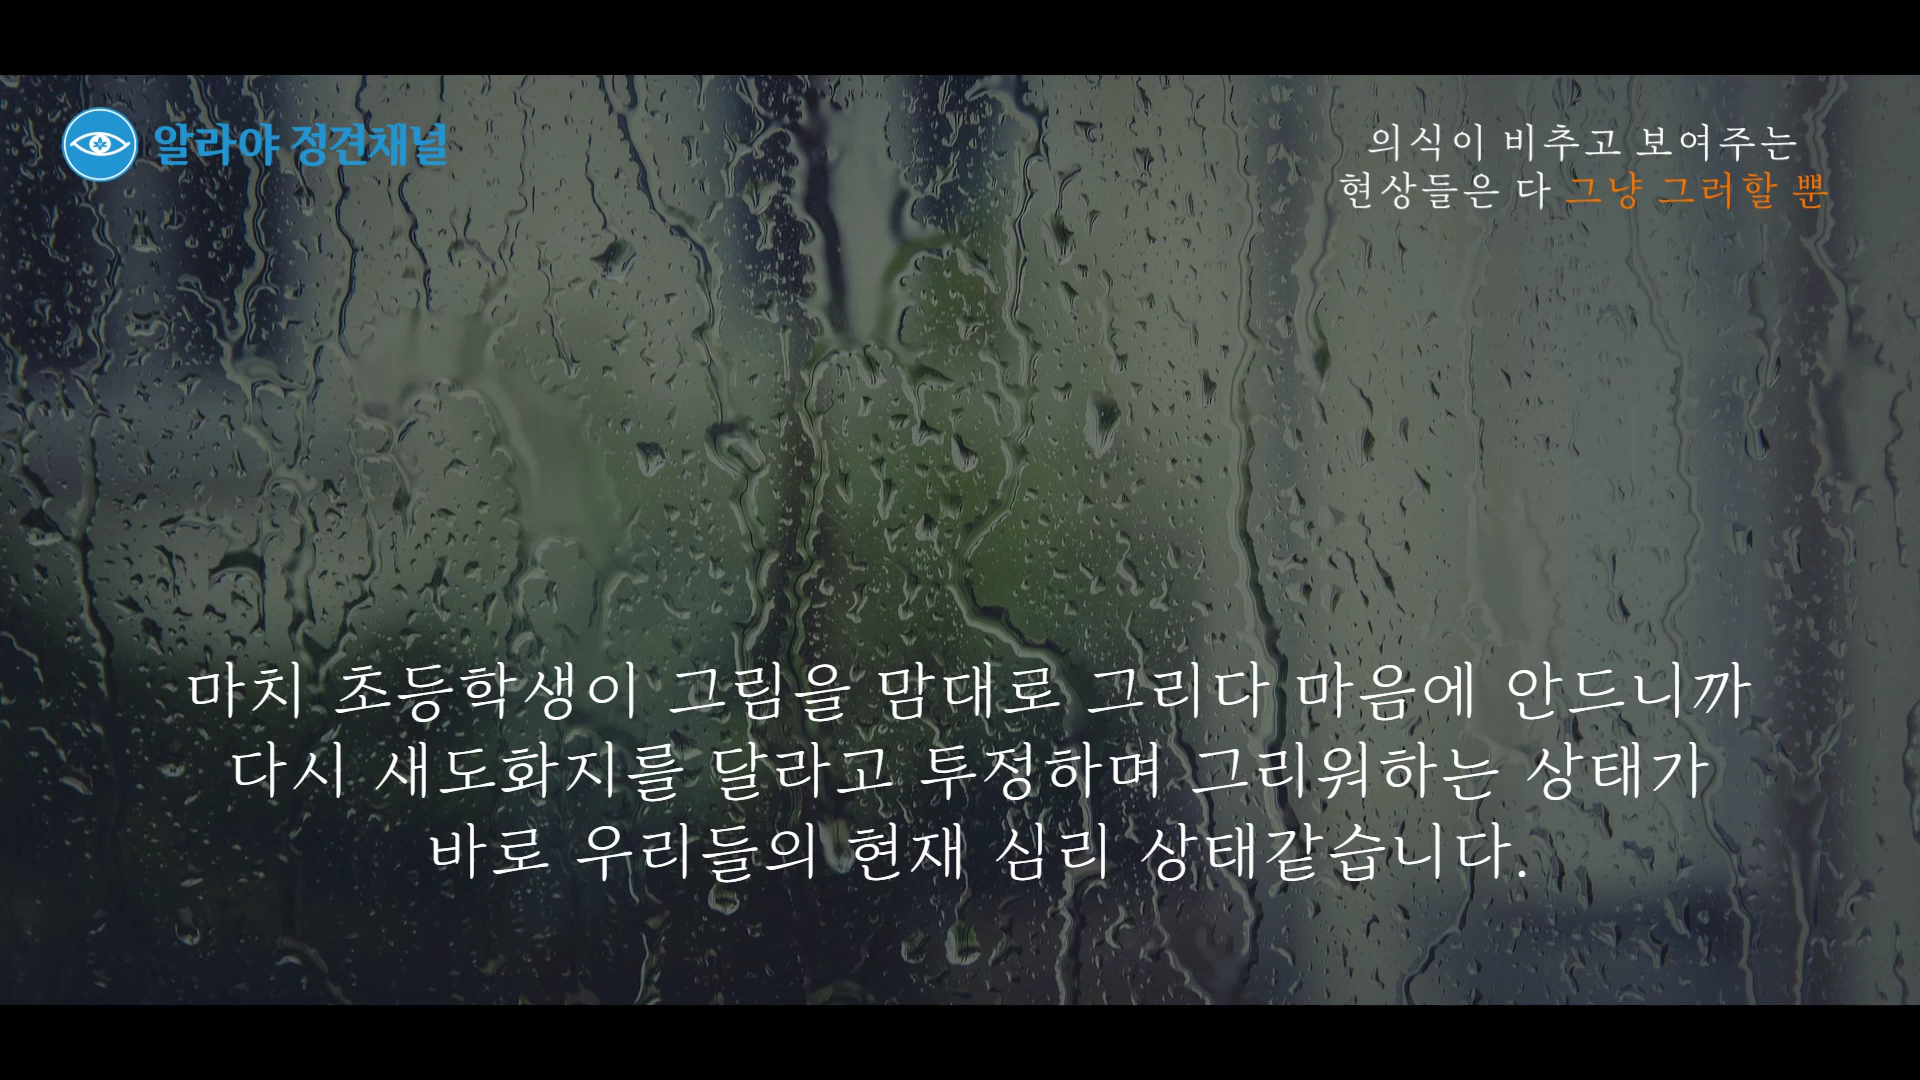 알라야 정견채널
의식이 비추고 보여주는
현상들은 다 그냥 그러할 뿐
마치 초등학생이 그림을 맘대로 그리다 마음에 안드니까
다시 새도화지를 달라고 투정하며 그리워하는 상태가
바로 우리들의 현재 심리 상태같습니다.